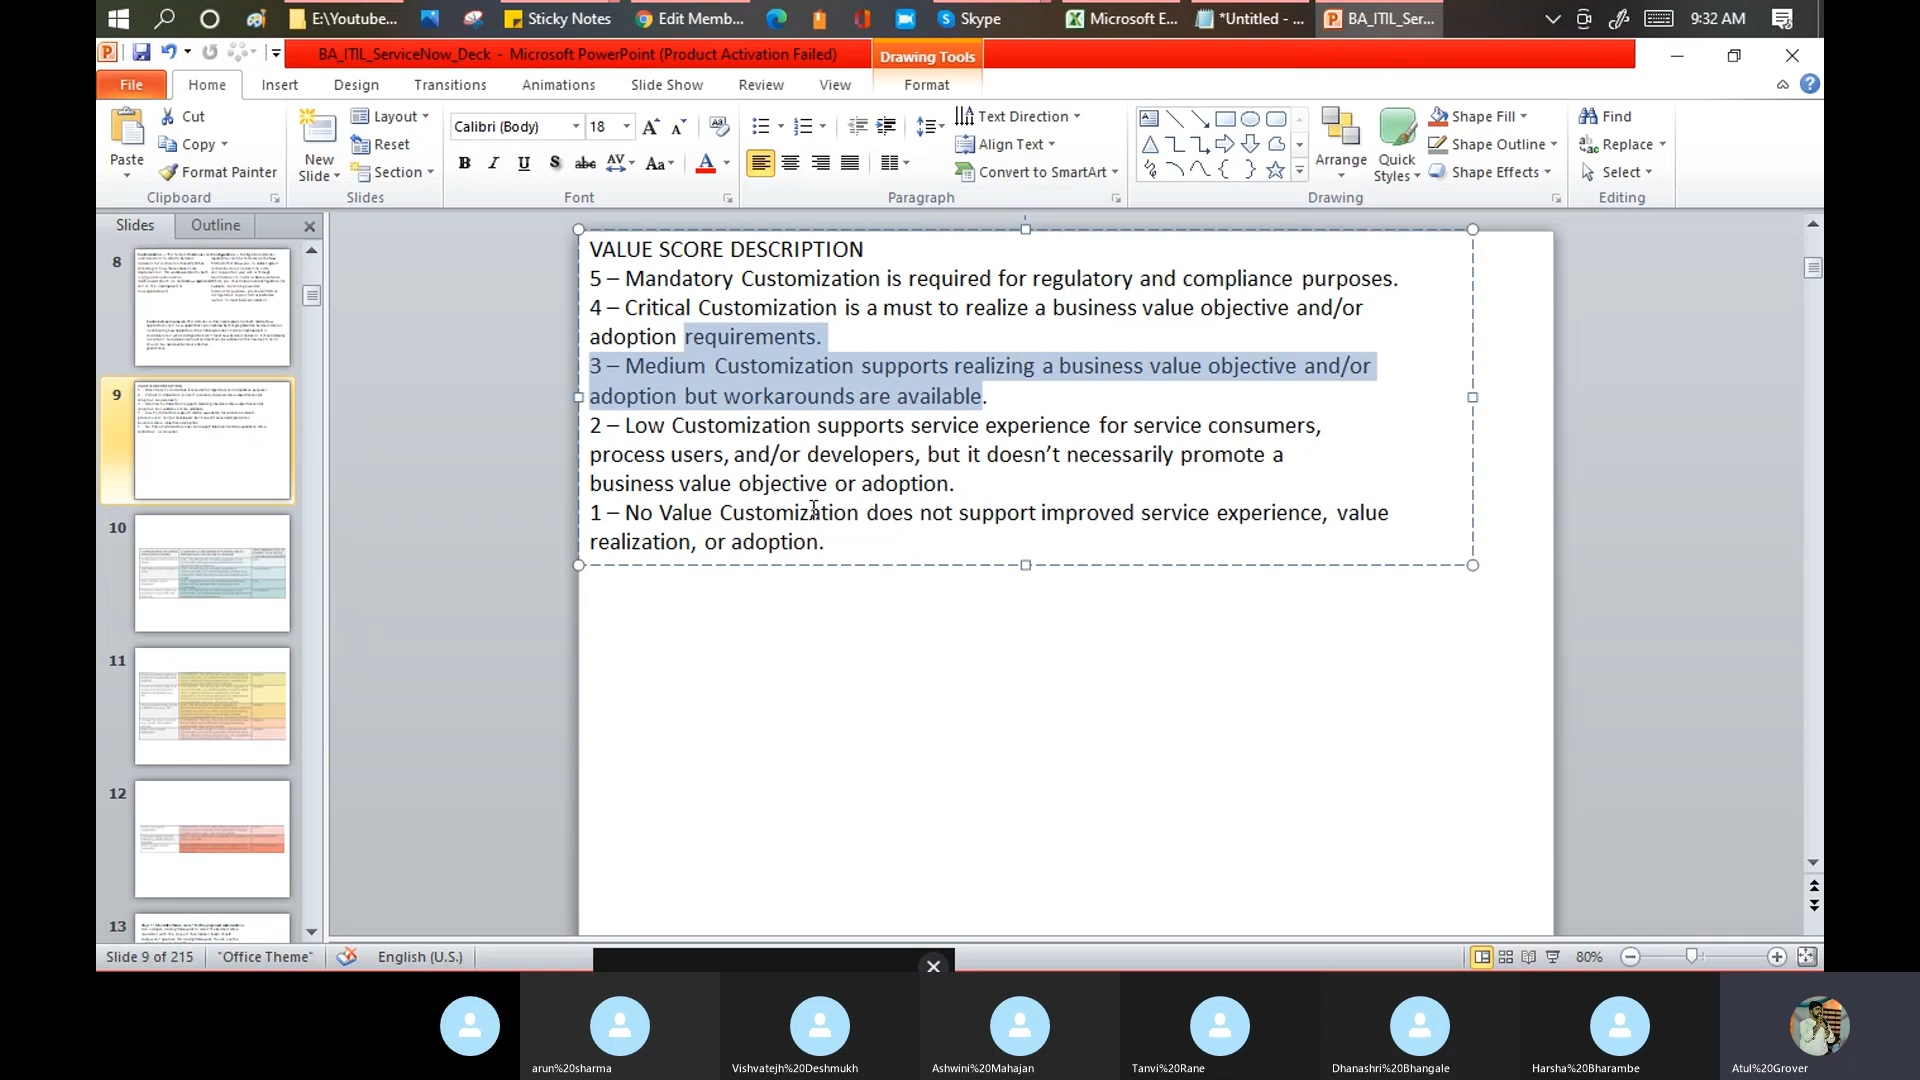 E:\Youtube...
Sticky Notes
Edit Memb...
Skype
Microsoft E...
*Untitled - ...
BA_ITIL_Ser...
9:32 AM
BA_ITIL_ServiceNow_Deck - Microsoft PowerPoint (Product Activation Failed)
Drawing Tools
File
Home
Insert
Design
Transitions
Animations
Slide Show
Review
View
Format
Paste
Cut
Copy
Format Painter
Clipboard
New
Slide
Layout
Reset
Section
Slides
Calibri (Body)
18
Font
Paragraph
Text Direction
Align Text
Convert to SmartArt
Arrange
Quick
Styles
Shape Fill
Shape Outline
Shape Effects
Drawing
Find
Replace
Select
Editing
Slides
Outline
8
9
10
11
12
13
VALUE SCORE DESCRIPTION
5 – Mandatory Customization is required for regulatory and compliance purposes.
4 – Critical Customization is a must to realize a business value objective and/or
adoption requirements.
3 – Medium Customization supports realizing a business value objective and/or
adoption but workarounds are available.
2 – Low Customization supports service experience for service consumers,
process users, and/or developers, but it doesn’t necessarily promote a
business value objective or adoption.
1 – No Value Customization does not support improved service experience, value
realization, or adoption.
Slide 9 of 215
"Office Theme"
English (U.S.)
80%
arun%20sharma
Vishvatejh%20Deshmukh
Ashwini%20Mahajan
Tanvi%20Rane
Dhanashri%20Bhangale
Harsha%20Bharambe
Atul%20Grover